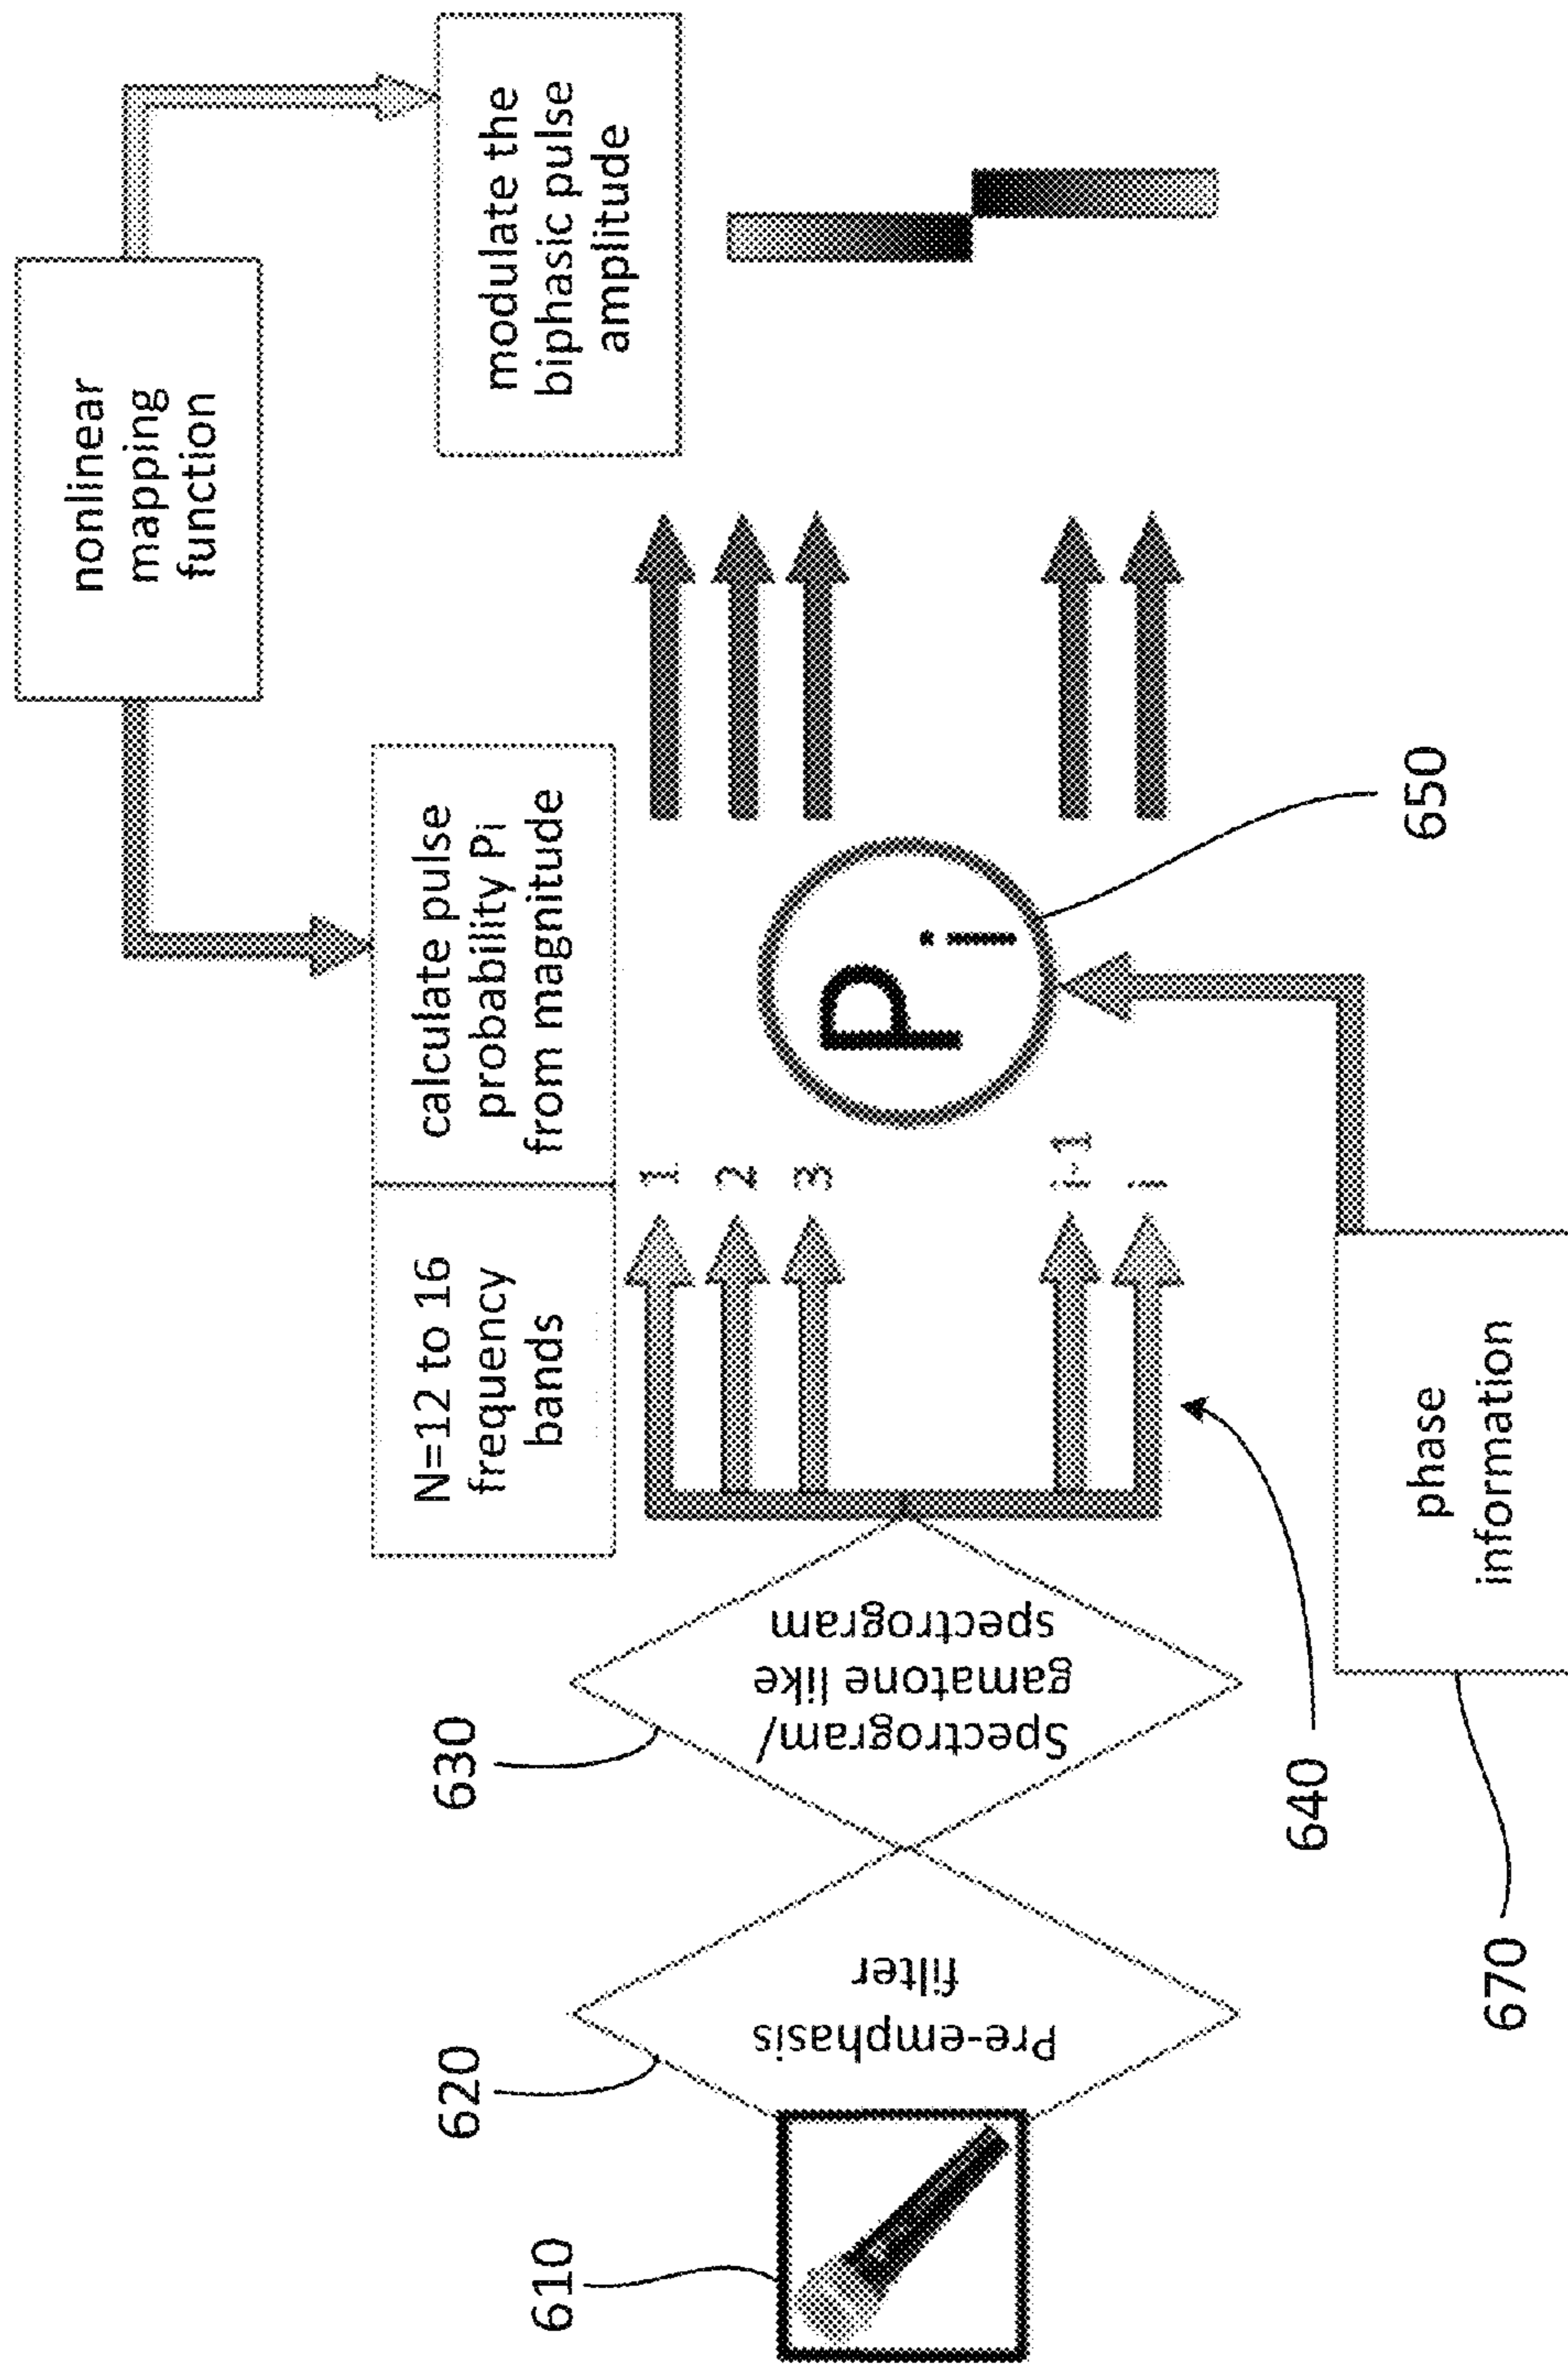 nonlinear
mapping
function
N=12 to 16
frequency
bands
calculate pulse
probability Pi
from magnitude
modulate the
biphasic pulse
amplitude
610
620
630
Pre-emphasis
filter
Spectrogram/
gamatone like
spectrogram
1
2
3
i-1
i
Pi
640
650
670
phase
information